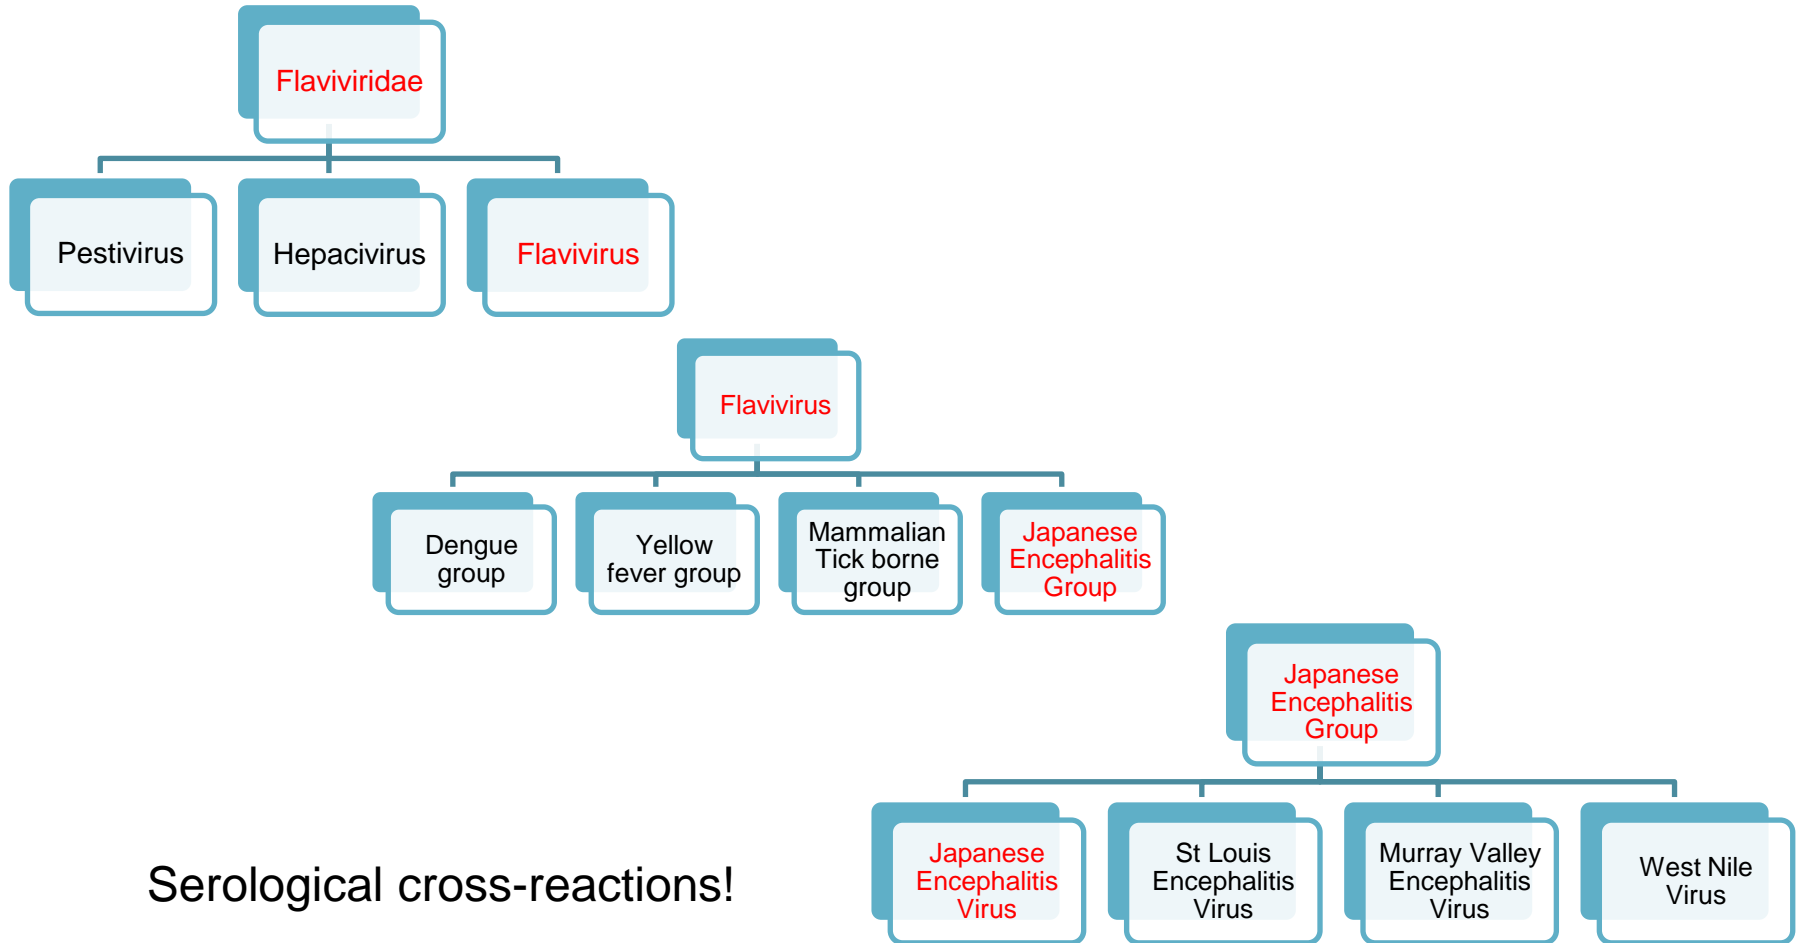 Flaviviridae
Pestivirus
Hepacivirus
Flavivirus
Flavivirus
Dengue
group
Yellow
fever group
Mammalian
Tick borne
group
Japanese
Encephalitis
Group
Japanese
Encephalitis
Group
Japanese
Encephalitis
Virus
St Louis
Encephalitis
Virus
Murray Valley
Encephalitis
Virus
West Nile
Virus
Serological cross-reactions!